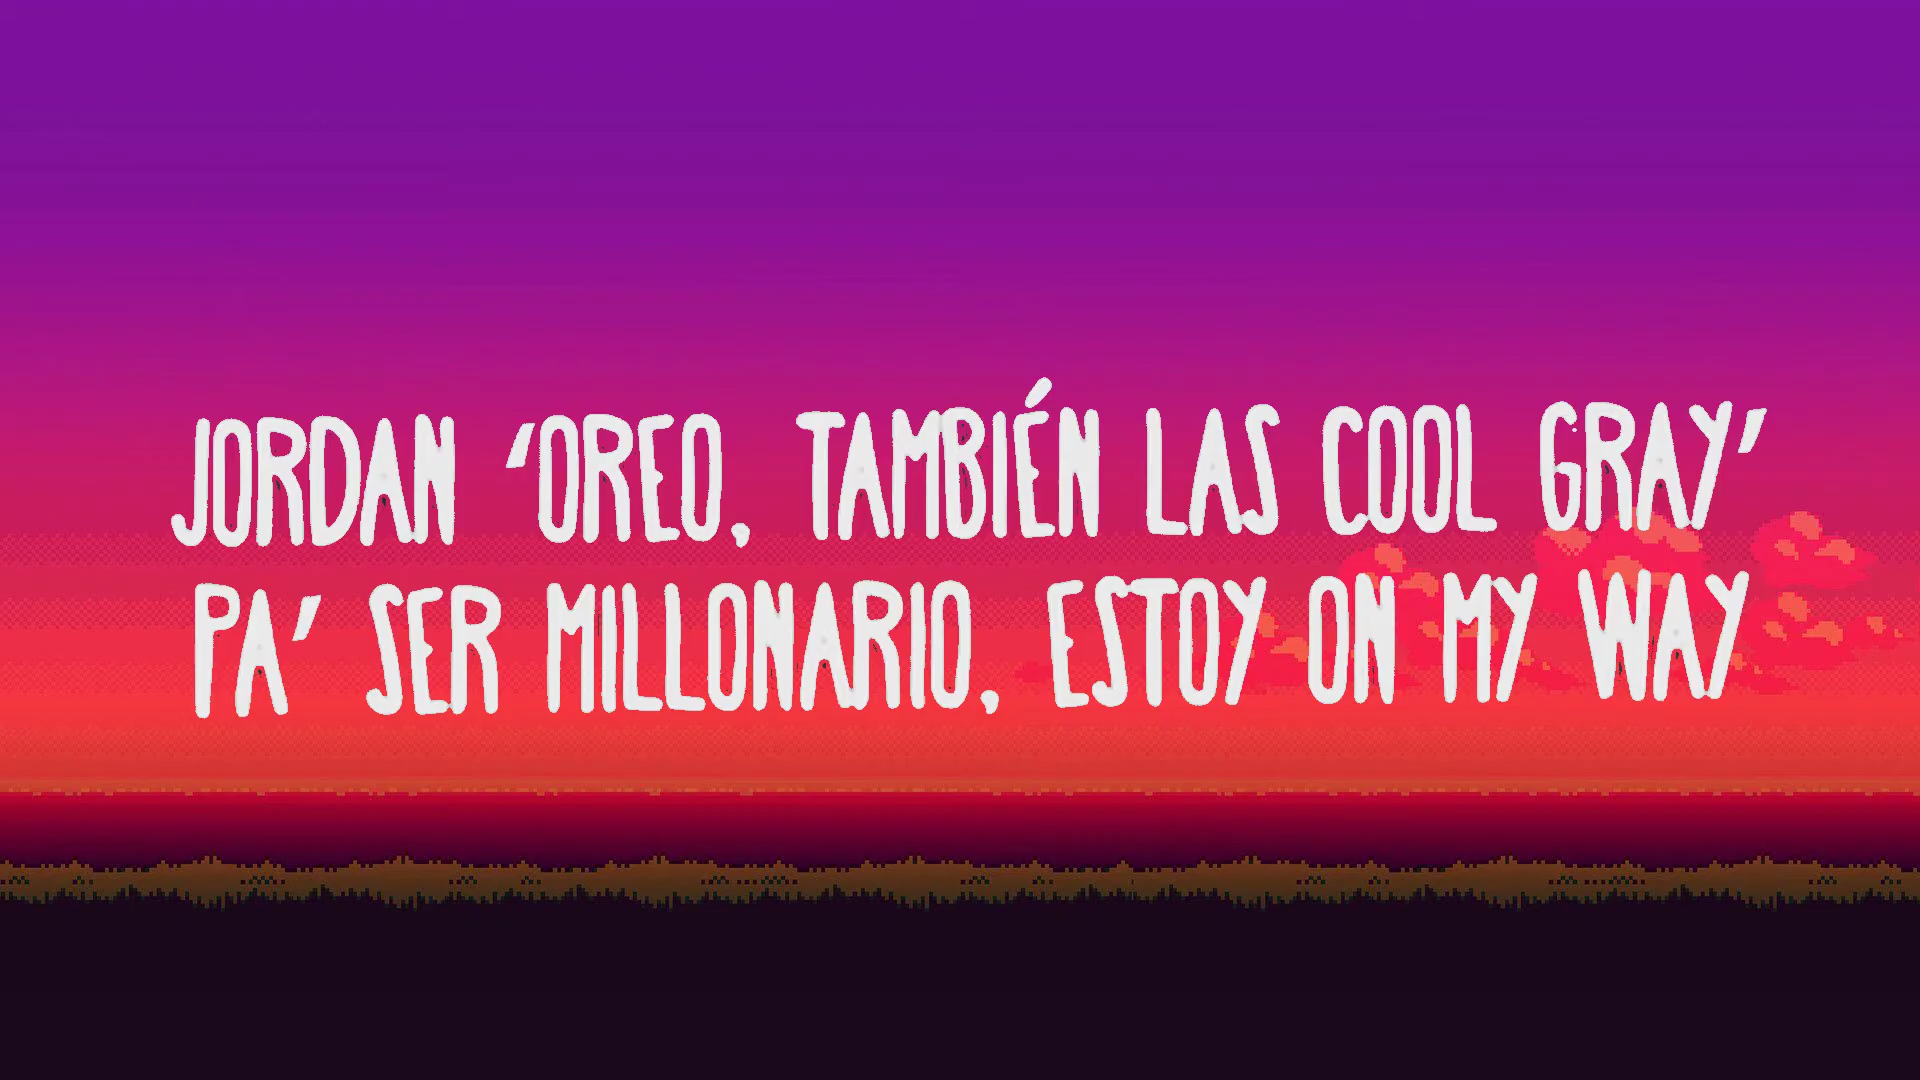 JORDAN ‘OREO, TAMBIÉN LAS COOL GRAY’
PA’ SER MILLONARIO, ESTOY ON MY WAY